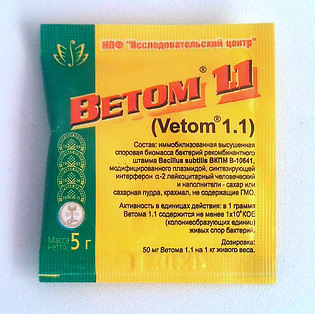 НПФ "Исследовательский центр"
ВЕТОМ® 1.1
(Vetom® 1.1)
Состав: иммобилизованная высушенная
споровая биомасса бактерий рекомбинантного
штамма Bacillus subtilis ВКПМ В-10641,
модифицированного плазмидой, синтезирующей
интерферон α-2 лейкоцитарный человеческий
и наполнители - сахар или
сахарная пудра, крахмал, не содержащие ГМО.
Активность в единицах действия: в 1 грамме
Ветома 1.1 содержится не менее 1х10⁶ КОЕ
(колониеобразующих единиц)
живых спор бактерий.
Дозировка:
50 мг Ветома 1.1 на 1 кг живого веса.
Масса
нетто 5 г